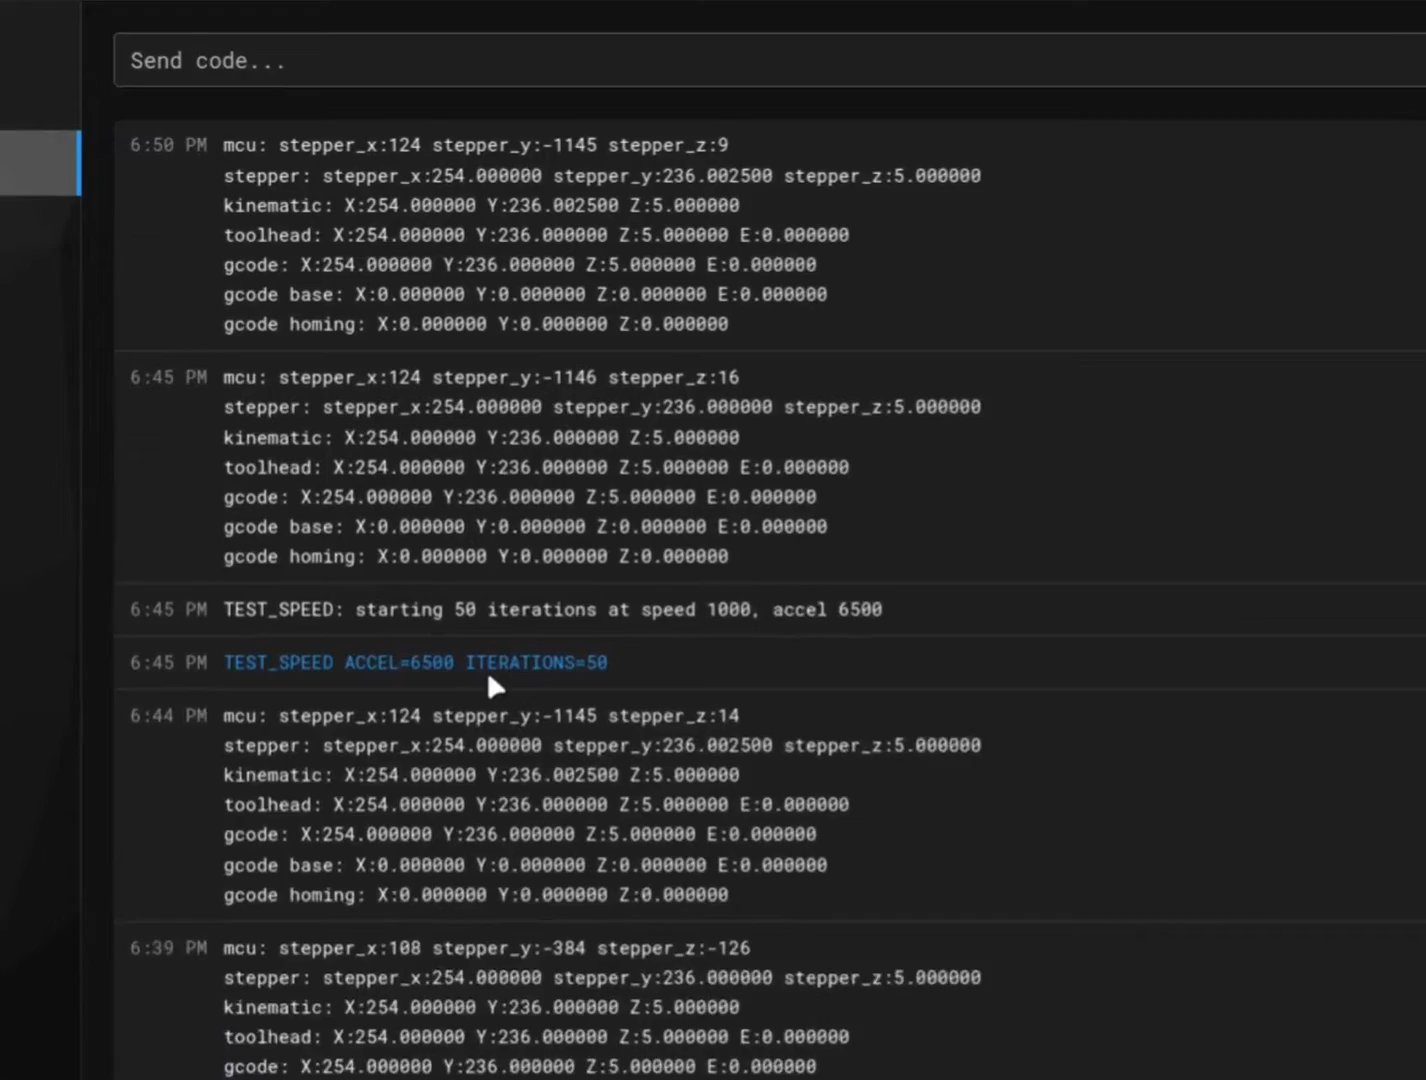 Send code...
6:50 PM mcu: stepper_x:124 stepper_y:-1145 stepper_z:9
stepper: stepper_x:254.000000 stepper_y:236.002500 stepper_z:5.000000
kinematic: X:254.000000 Y:236.002500 Z:5.000000
toolhead: X:254.000000 Y:236.000000 Z:5.000000 E:0.000000
gcode: X:254.000000 Y:236.000000 Z:5.000000 E:0.000000
gcode base: X:0.000000 Y:0.000000 Z:0.000000 E:0.000000
gcode homing: X:0.000000 Y:0.000000 Z:0.000000
6:45 PM mcu: stepper_x:124 stepper_y:-1146 stepper_z:16
stepper: stepper_x:254.000000 stepper_y:236.000000 stepper_z:5.000000
kinematic: X:254.000000 Y:236.000000 Z:5.000000
toolhead: X:254.000000 Y:236.000000 Z:5.000000 E:0.000000
gcode: X:254.000000 Y:236.000000 Z:5.000000 E:0.000000
gcode base: X:0.000000 Y:0.000000 Z:0.000000 E:0.000000
gcode homing: X:0.000000 Y:0.000000 Z:0.000000
6:45 PM TEST_SPEED: starting 50 iterations at speed 1000, accel 6500
6:45 PM TEST_SPEED ACCEL=6500 ITERATIONS=50
6:44 PM mcu: stepper_x:124 stepper_y:-1145 stepper_z:14
stepper: stepper_x:254.000000 stepper_y:236.002500 stepper_z:5.000000
kinematic: X:254.000000 Y:236.002500 Z:5.000000
toolhead: X:254.000000 Y:236.000000 Z:5.000000 E:0.000000
gcode: X:254.000000 Y:236.000000 Z:5.000000 E:0.000000
gcode base: X:0.000000 Y:0.000000 Z:0.000000 E:0.000000
gcode homing: X:0.000000 Y:0.000000 Z:0.000000
6:39 PM mcu: stepper_x:108 stepper_y:-384 stepper_z:-126
stepper: stepper_x:254.000000 stepper_y:236.000000 stepper_z:5.000000
kinematic: X:254.000000 Y:236.000000 Z:5.000000
toolhead: X:254.000000 Y:236.000000 Z:5.000000 E:0.000000
gcode: X:254.000000 Y:236.000000 Z:5.000000 E:0.000000